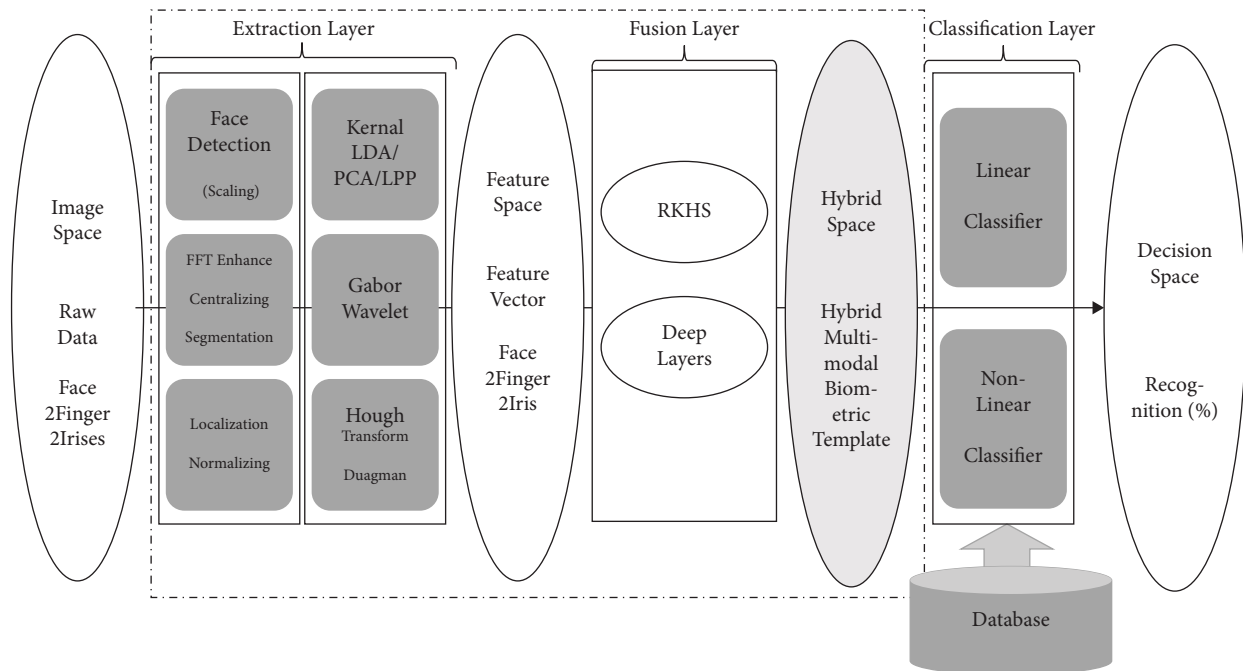 Extraction Layer
Fusion Layer
Classification Layer
Image
Space
Raw
Data
Face
2Finger
2Irises
Face
Detection
(Scaling)
FFT Enhance
Centralizing
Segmentation
Localization
Normalizing
Kernal
LDA/
PCA/LPP
Gabor
Wavelet
Hough
Transform
Duagman
Feature
Space
Feature
Vector
Face
2Finger
2Iris
RKHS
Deep
Layers
Hybrid
Space
Hybrid
Multi-
modal
Biom-
etric
Template
Linear
Classifier
Non-
Linear
Classifier
Database
Decision
Space
Recog-
nition (%)